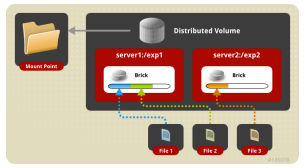 Distributed Volume
server1:/exp1
server2:/exp2
Mount Point
Brick
Brick
File 1
File 2
File 3